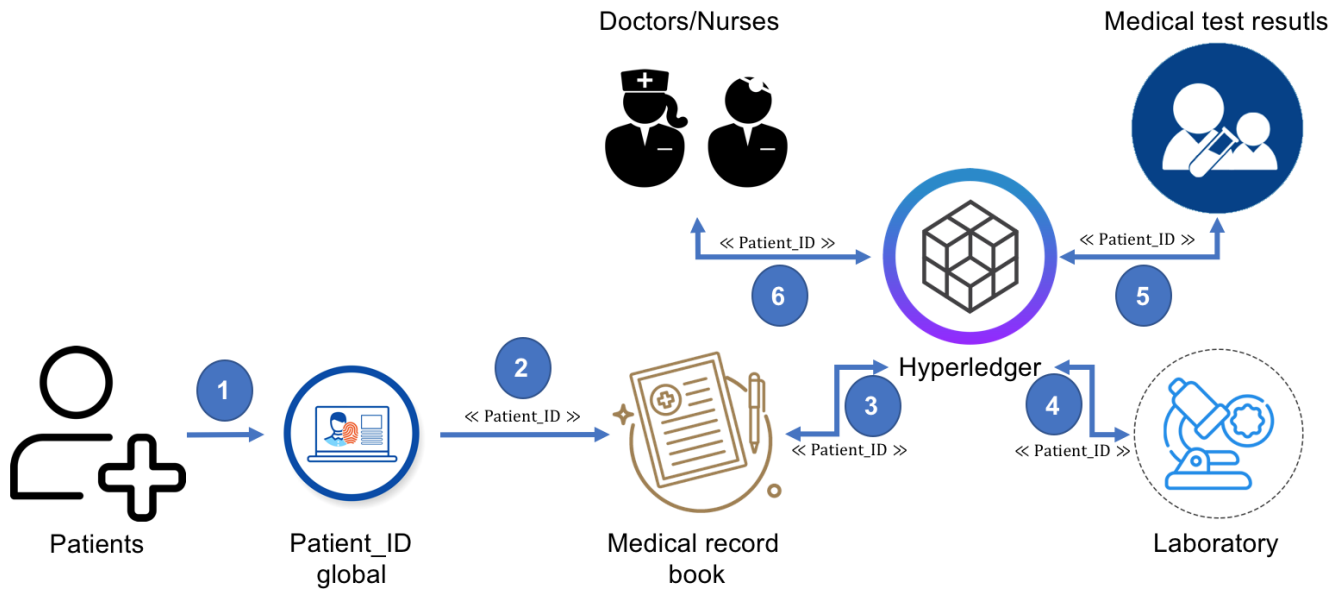 Doctors/Nurses
Medical test resutls
≪ Patient_ID ≫
≪ Patient_ID ≫
6
5
1
2
≪ Patient_ID ≫
Hyperledger
3
4
≪ Patient_ID ≫
≪ Patient_ID ≫
Patients
Patient_ID
global
Medical record
book
Laboratory